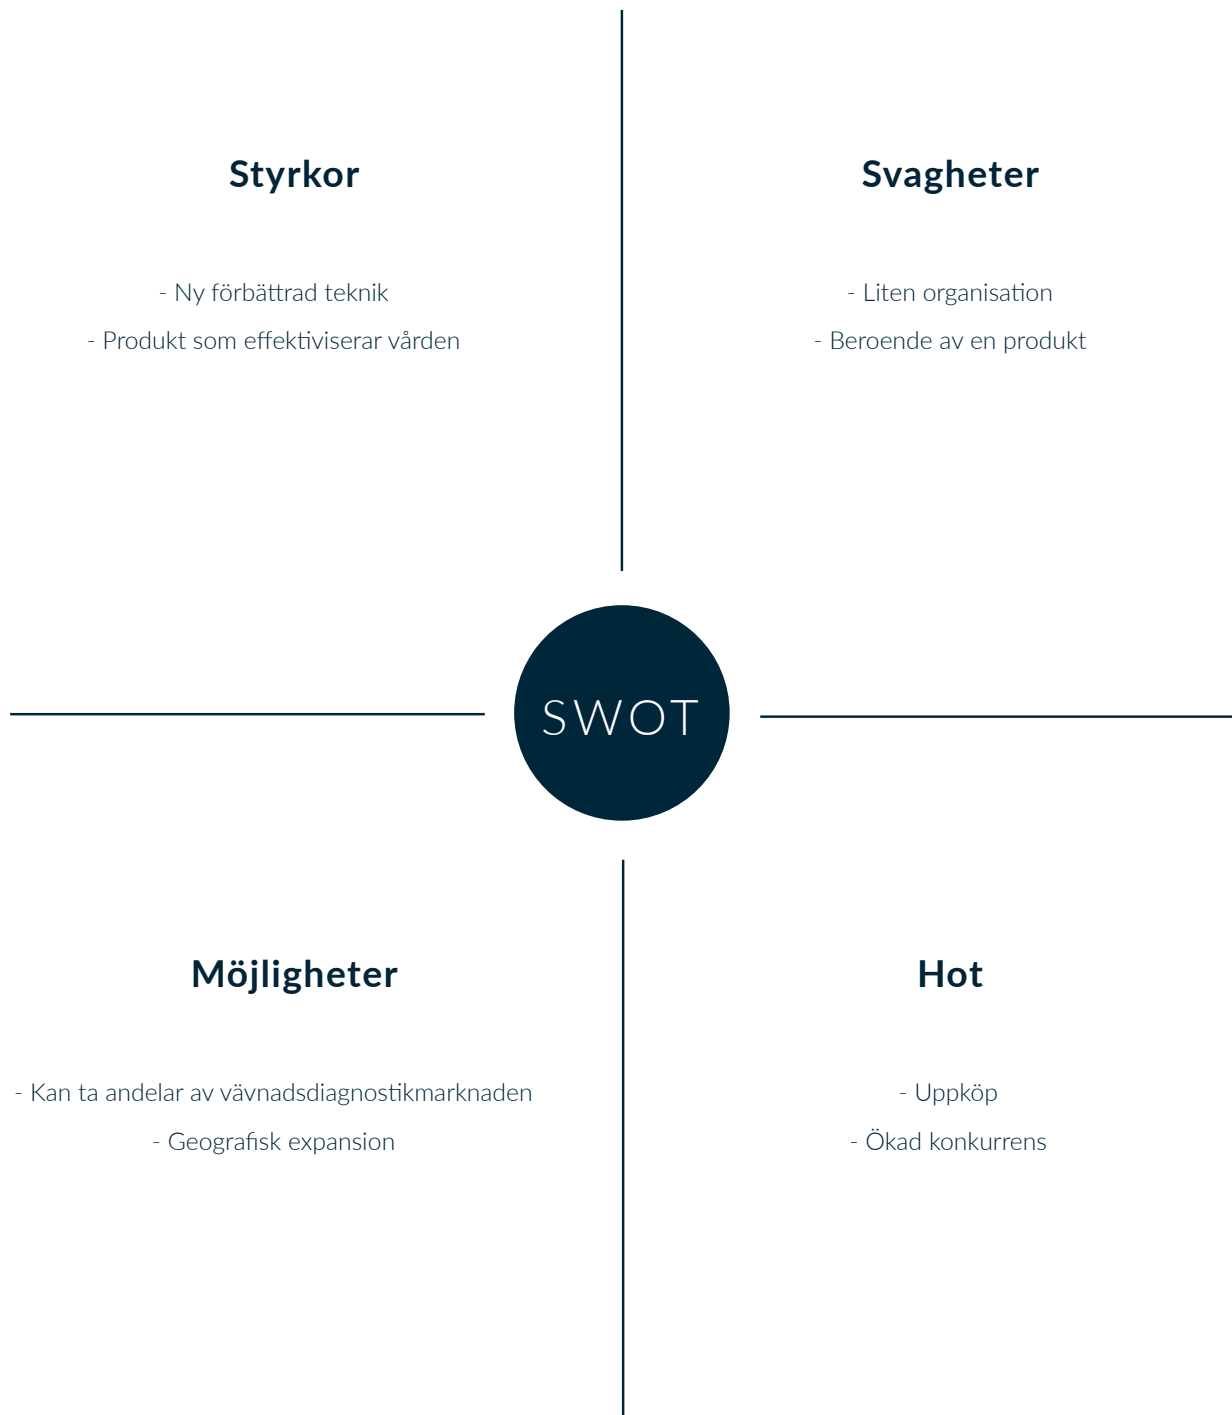 Styrkor
- Ny förbättrad teknik
- Produkt som effektiviserar vården
Svagheter
- Liten organisation
- Beroende av en produkt
SWOT
Möjligheter
- Kan ta andelar av vävnadsdiagnostikmarknaden
- Geografisk expansion
Hot
- Uppköp
- Ökad konkurrens